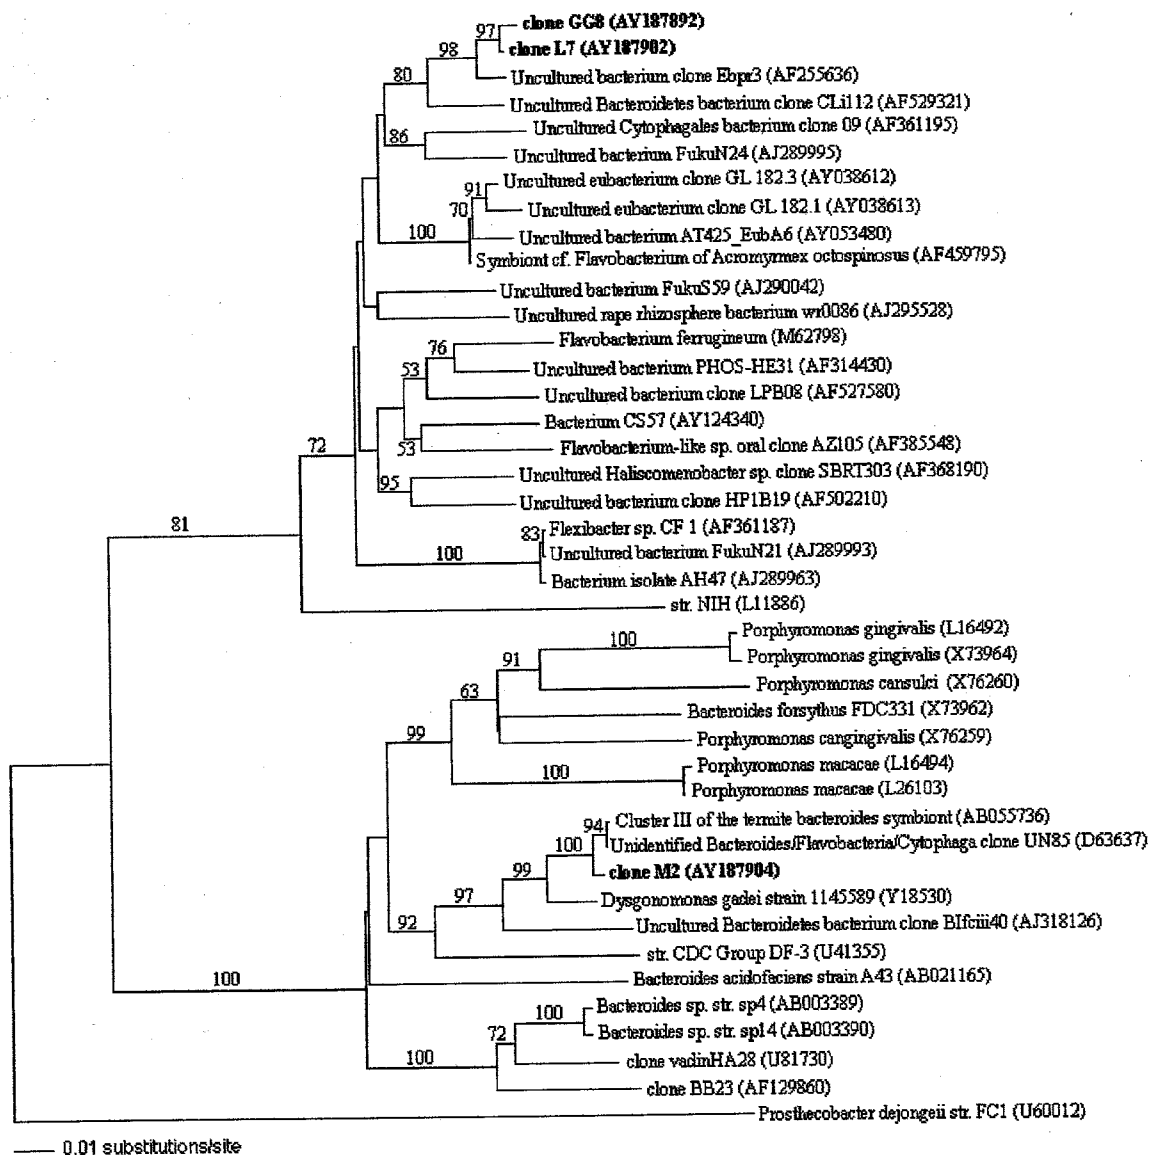 97 clone GG8 (AY187892)
98 clone L7 (AY187902)
80 Uncultured bacterium clone Ebpr3 (AF255636)
Uncultured Bacteroidetes bacterium clone CLi112 (AF529321)
86 Uncultured Cytophagales bacterium clone 09 (AF361195)
Uncultured bacterium FukuN24 (AJ289995)
91 Uncultured eubacterium clone GL 182.3 (AY038612)
70 Uncultured eubacterium clone GL 182.1 (AY038613)
100 Uncultured bacterium AT425_EubA6 (AY053480)
Symbiont cf. Flavobacterium of Acromyrmex octospinosus (AF459795)
Uncultured bacterium FukuS59 (AJ290042)
Uncultured rape rhizosphere bacterium wr0086 (AJ295528)
76 Flavobacterium ferrugineum (M62798)
53 Uncultured bacterium PHOS-HE31 (AF314430)
Uncultured bacterium clone LPB08 (AF527580)
Bacterium CS57 (AY124340)
72 53 Flavobacterium-like sp. oral clone AZ105 (AF385548)
Uncultured Haliscomenobacter sp. clone SBRT303 (AF368190)
95 Uncultured bacterium clone HP1B19 (AF502210)
81 83 Flexibacter sp. CF 1 (AF361187)
100 Uncultured bacterium FukuN21 (AJ289993)
Bacterium isolate AH47 (AJ289963)
str. NIH (L11886)
100 Porphyromonas gingivalis (L16492)
91 Porphyromonas gingivalis (X73964)
63 Porphyromonas cansulci (X76260)
Bacteroides forsythus FDC331 (X73962)
99 Porphyromonas cangingivalis (X76259)
100 Porphyromonas macacae (L16494)
Porphyromonas macacae (L26103)
94 Cluster III of the termite bacteroides symbiont (AB055736)
100 Unidentified Bacteroides/Flavobacteria/Cytophaga clone UN85 (D63637)
99 clone M2 (AY187904)
97 Dysgonomonas gadei strain 1145589 (Y18530)
92 Uncultured Bacteroidetes bacterium clone BIfciii40 (AJ318126)
str. CDC Group DF-3 (U41355)
100 Bacteroides acidofaciens strain A43 (AB021165)
100 Bacteroides sp. str. sp4 (AB003389)
72 Bacteroides sp. str. sp14 (AB003390)
100 clone vadinHA28 (U81730)
clone BB23 (AF129860)
Prosthecobacter dejongeii str. FC1 (U60012)
0.01 substitutions/site